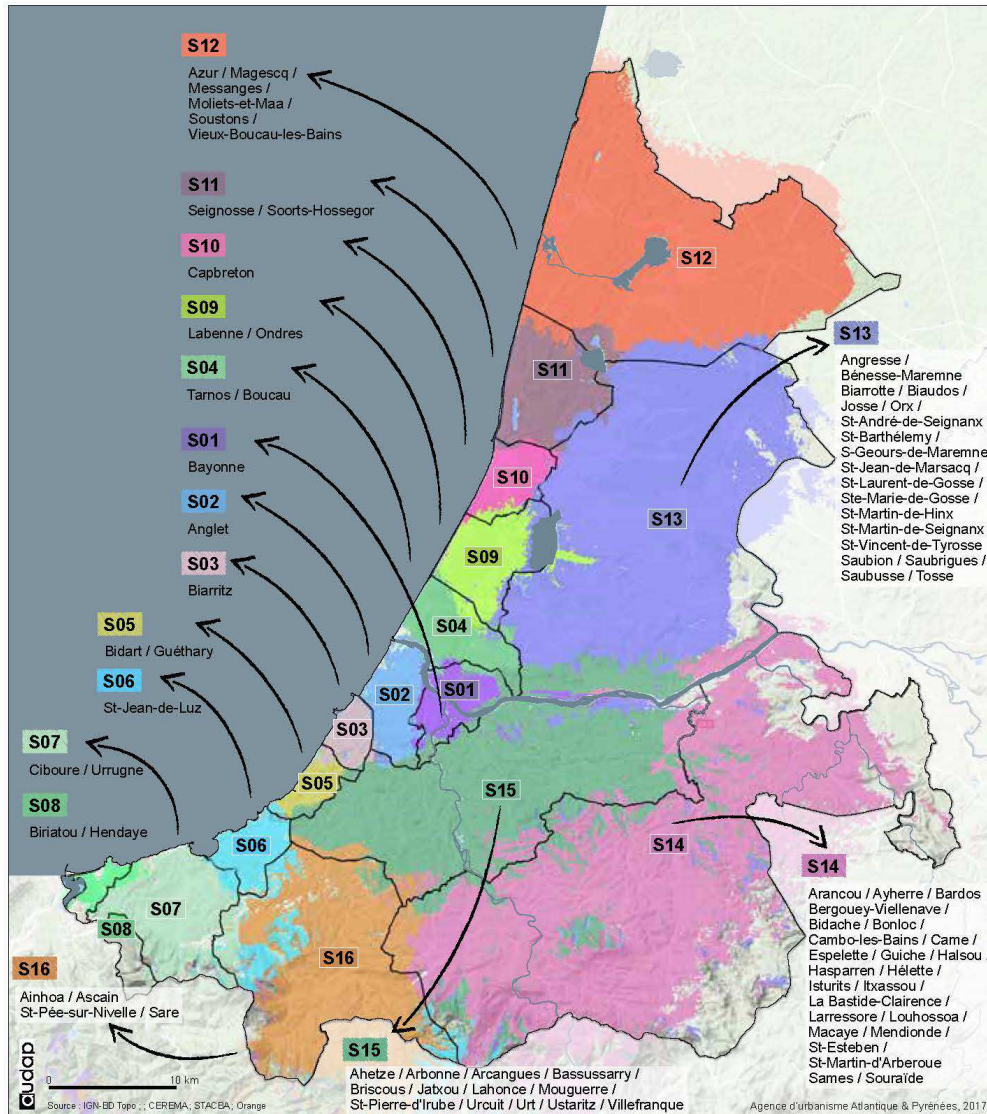 S12
Azur / Magescq /
Messanges /
Moliets-et-Maa /
Soustons /
Vieux-Boucau-les-Bains
S11
Seignosse / Soorts-Hossegor
S10
Capbreton
S09
Labenne / Ondres
S04
Tarnos / Boucau
S01
Bayonne
S02
Anglet
S03
Biarritz
S05
Bidart / Guéthary
S06
St-Jean-de-Luz
S07
Ciboure / Urrugne
S08
Biriatou / Hendaye
S16
Ainhoa / Ascain
St-Pée-sur-Nivelle / Sare
S12
S11
S10
S13
S09
S04
S01
S02
S03
S05
S15
S06
S14
S07
S08
S16
S13
Angresse /
Bénesse-Maremne
Biarrotte / Biaudos /
Josse / Orx /
St-André-de-Seignanx
St-Barthélemy /
S-Geours-de-Maremne
St-Jean-de-Marsacq /
St-Laurent-de-Gosse /
Ste-Marie-de-Gosse /
St-Martin-de-Hinx
St-Martin-de-Seignanx
St-Vincent-de-Tyrosse
Saubion / Saubrigues /
Saubusse / Tosse
S14
Arancou / Ayherre / Bardos
Bergouey-Viellenave /
Bidache / Bonloc /
Cambo-les-Bains / Came /
Espelette / Guiche / Halsou /
Hasparren / Hélette /
Isturits / Itxassou /
La Bastide-Clairence /
Larressore / Louhossoa /
Macaye / Mendionde /
St-Esteben /
St-Martin-d'Arberoue
Sames / Souraïde
S15
Ahetze / Arbonne / Arcangues / Bassussarry /
Briscous / Jatxou / Lahonce / Mouguerre /
St-Pierre-d'Irube / Urcuit / Urt / Ustaritz / Villefranque
audap
0 10 km
Source : IGN-BD Topo ; ; CEREMA ; STACBA ; Orange
Agence d'urbanisme Atlantique & Pyrénées, 2017